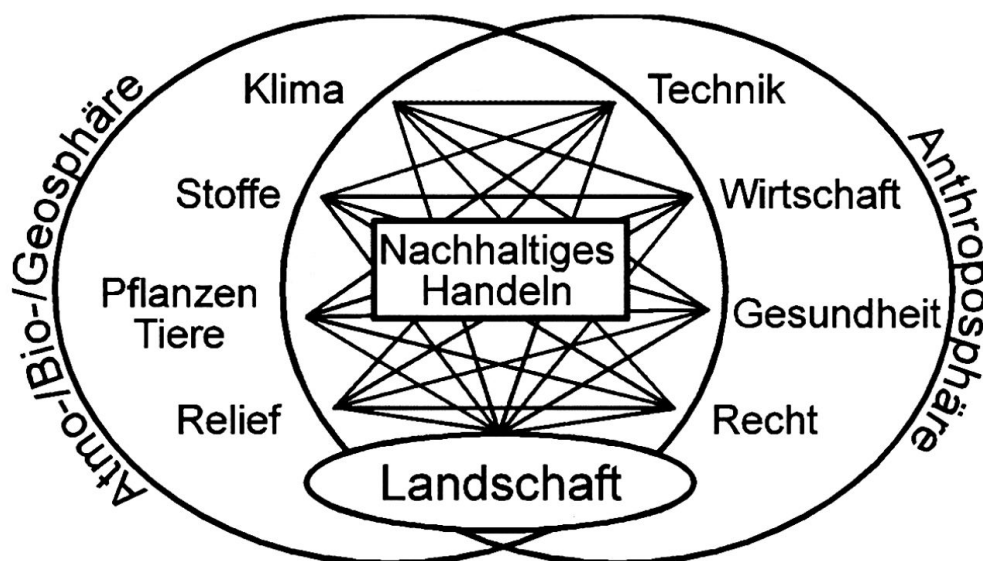 Atmo-/Bio-/Geosphäre
Klima
Stoffe
Pflanzen
Tiere
Relief
Nachhaltiges
Handeln
Landschaft
Technik
Wirtschaft
Gesundheit
Recht
Anthroposphäre